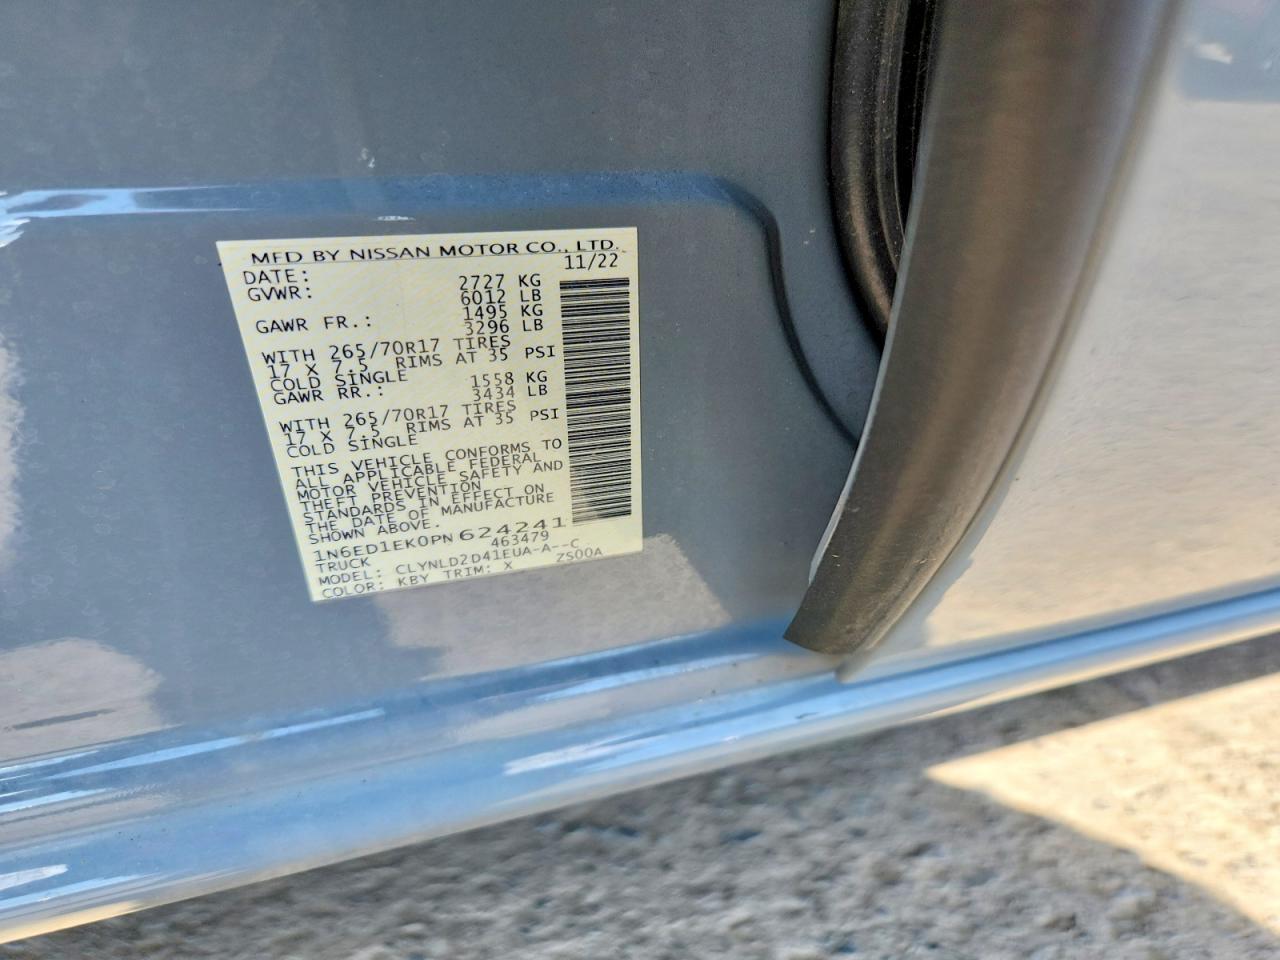 MFD BY NISSAN MOTOR CO., LTD.
DATE: 11/22
GVWR: 2727 KG
6012 LB
GAWR FR.: 1495 KG
3296 LB
WITH 265/70R17 TIRES
17 X 7.5 RIMS AT 35 PSI
COLD SINGLE
GAWR RR.: 1558 KG
3434 LB
WITH 265/70R17 TIRES
17 X 7.5 RIMS AT 35 PSI
COLD SINGLE
THIS VEHICLE CONFORMS TO
ALL APPLICABLE FEDERAL
MOTOR VEHICLE SAFETY AND
THEFT PREVENTION
STANDARDS IN EFFECT ON
THE DATE OF MANUFACTURE
SHOWN ABOVE.
1N6ED1EK0PN624241
TRUCK 463479
MODEL: CLYNLD2D41EUA-A--C
COLOR: KBY TRIM: X ZS00A